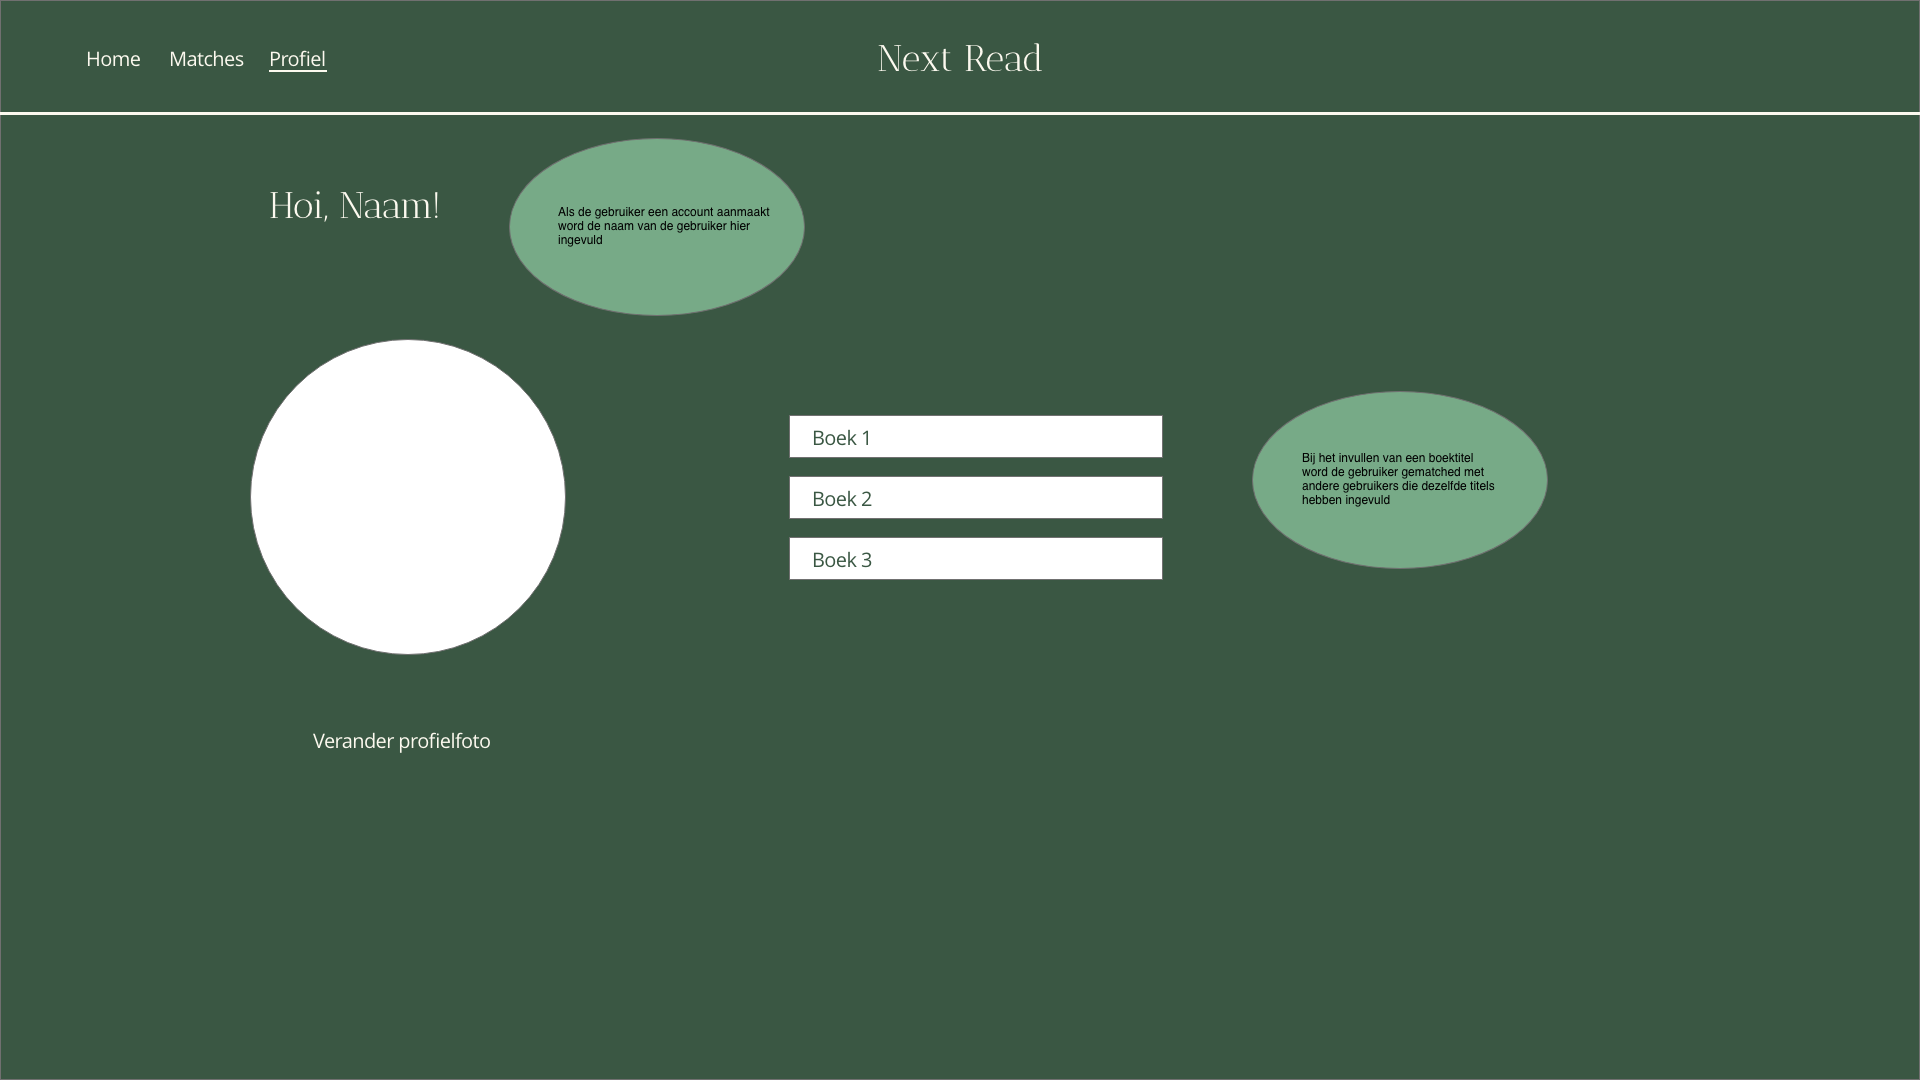 Home Matches Profiel
Next Read
Hoi, Naam!
Als de gebruiker een account aanmaakt
word de naam van de gebruiker hier
ingevuld
Boek 1
Boek 2
Boek 3
Bij het invullen van een boektitel
word de gebruiker gematched met
andere gebruikers die dezelfde titels
hebben ingevuld
Verander profielfoto